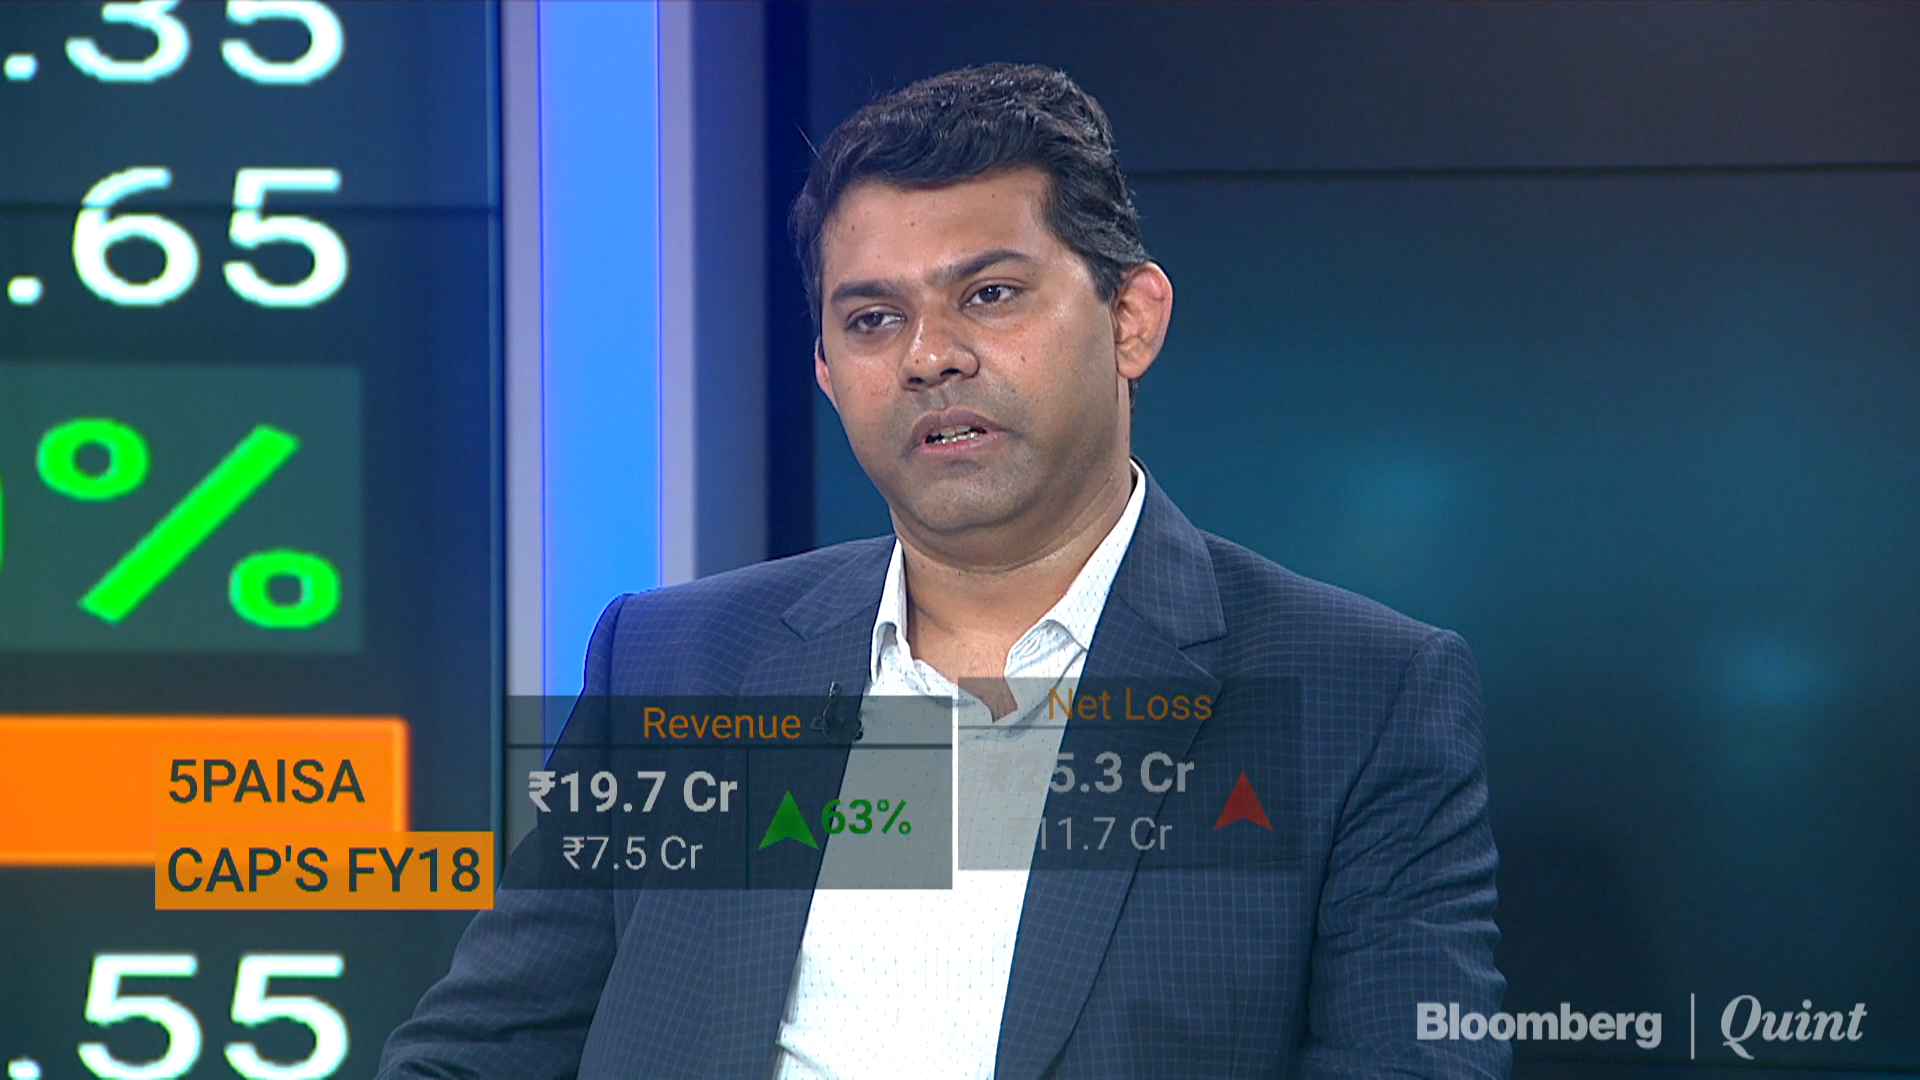 .35
.65
%
5PAISA
CAP'S FY18
Revenue
₹19.7 Cr
63%
₹7.5 Cr
Net Loss
₹25.3 Cr
₹11.7 Cr
.55
Bloomberg | Quint